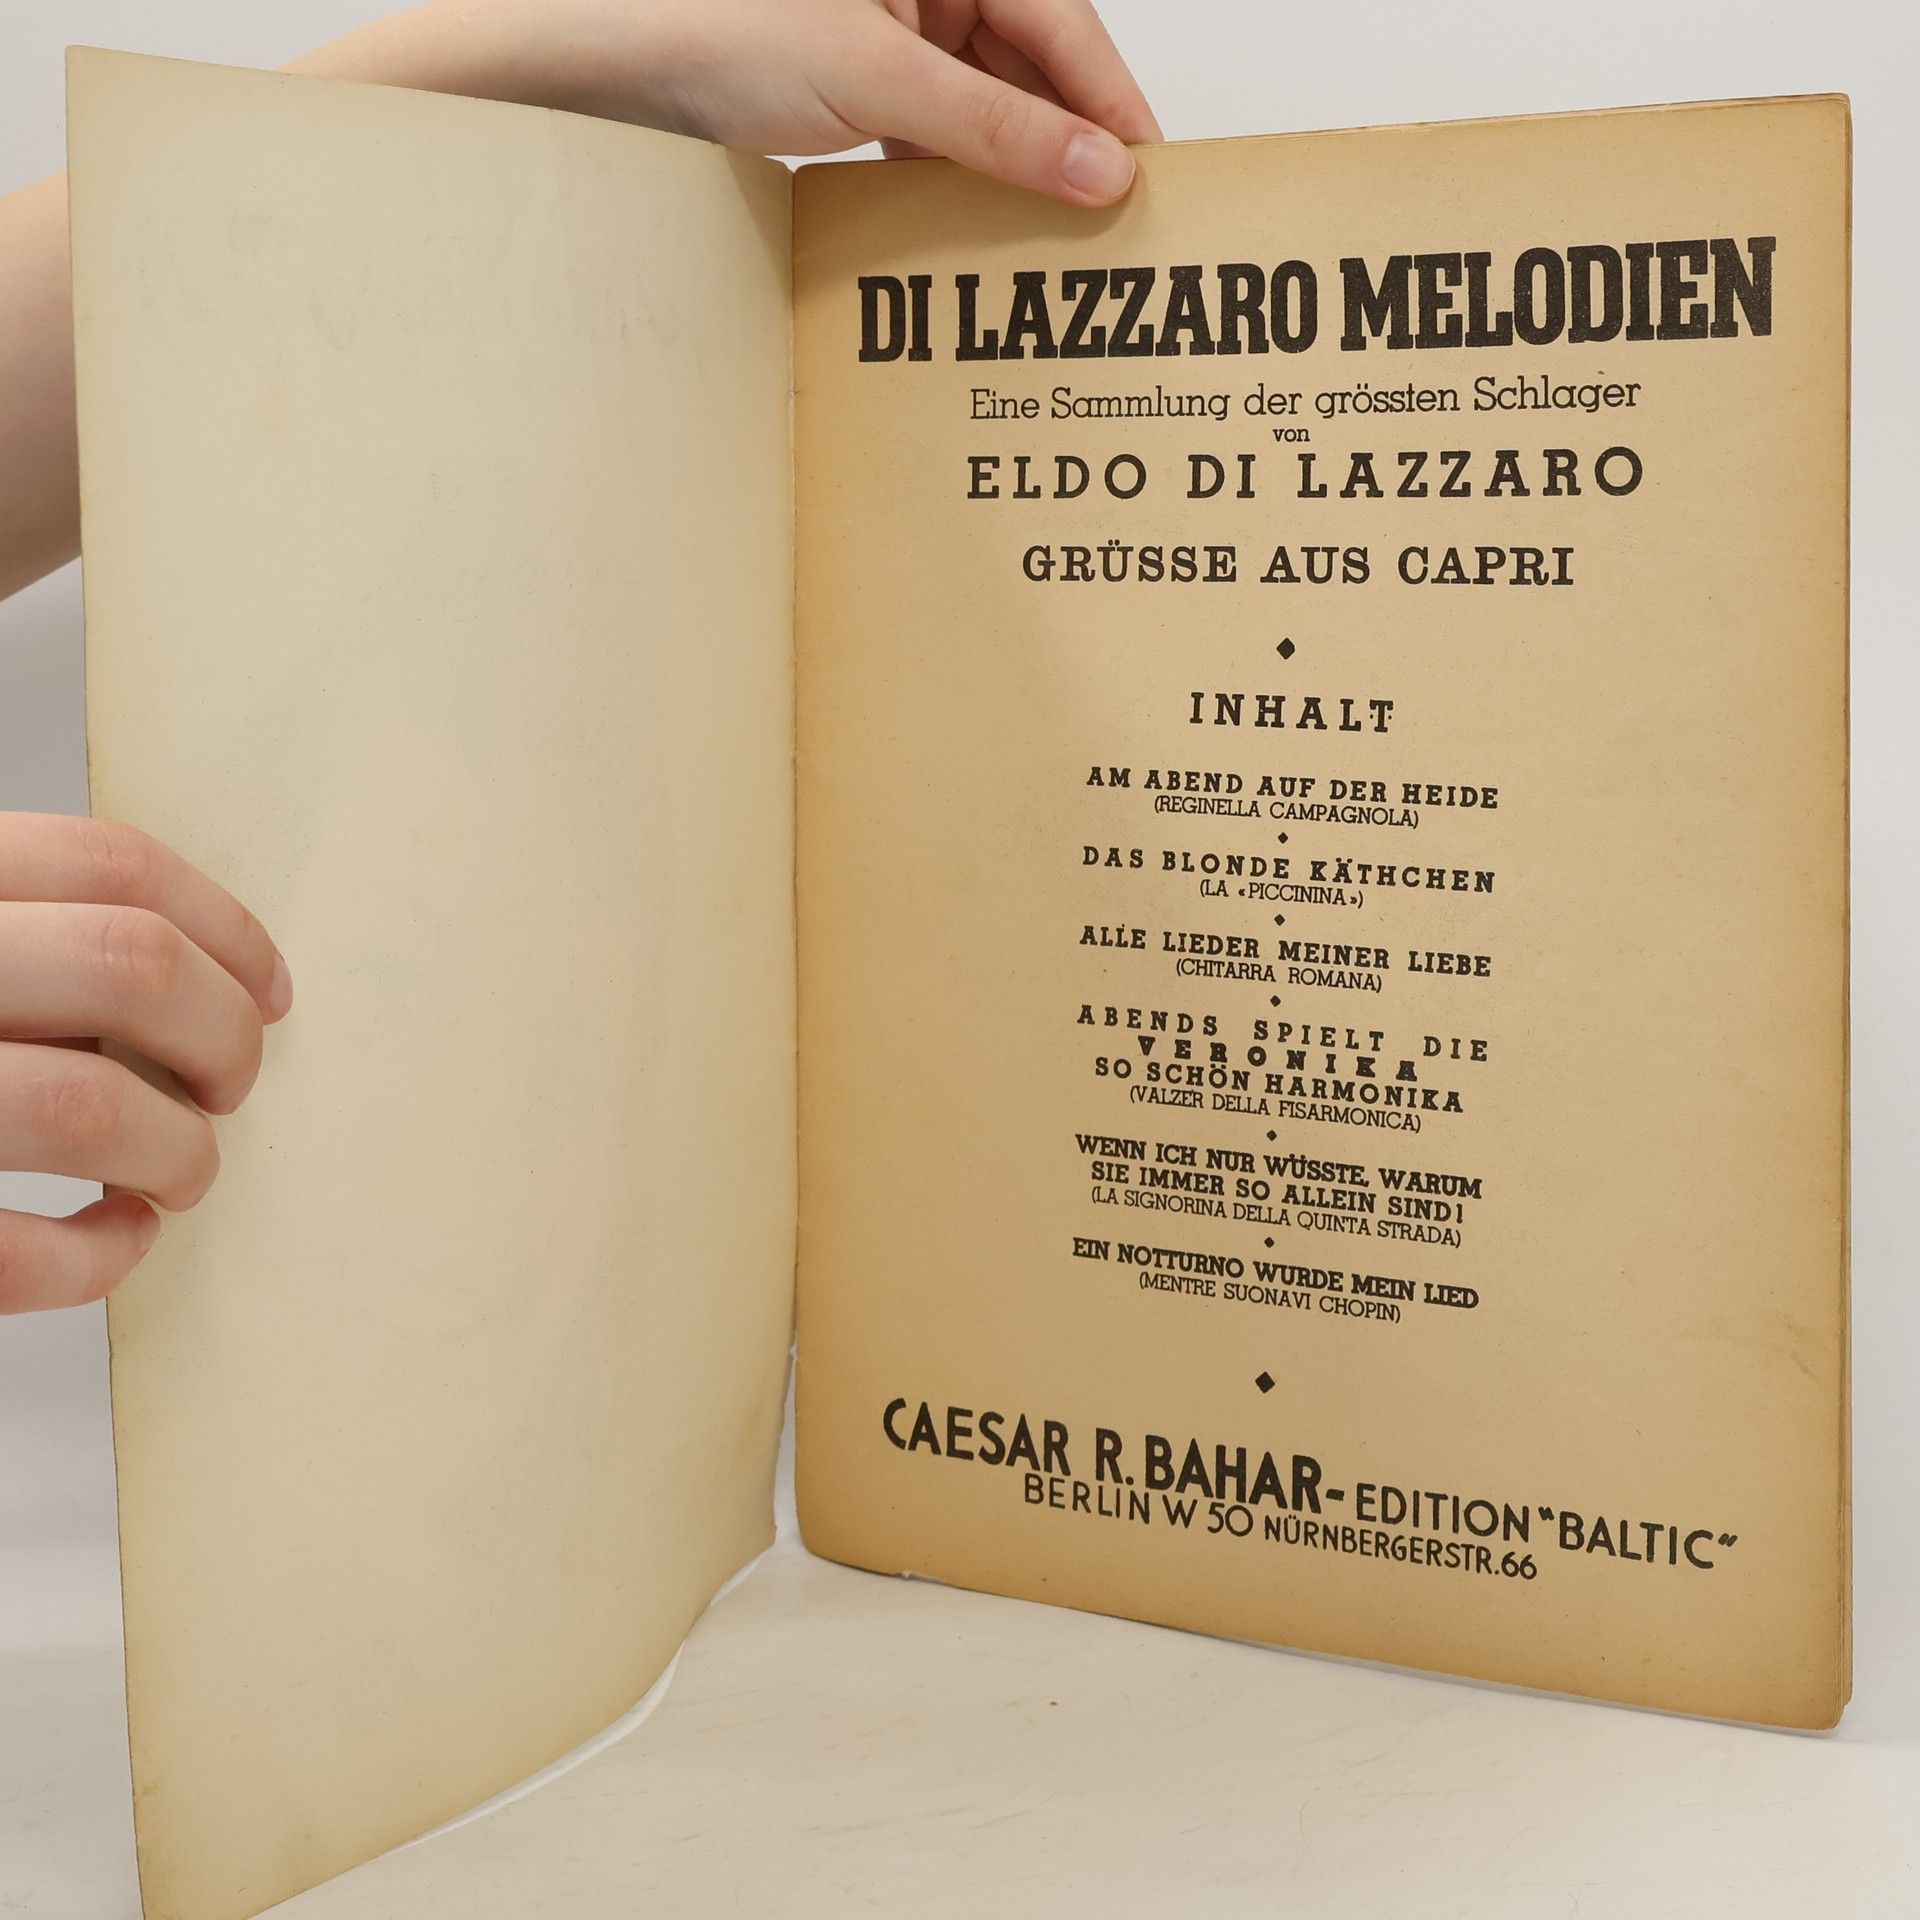 DI LAZZARO MELODIEN
Eine Sammlung der grössten Schlager
von
ELDO DI LAZZARO
GRÜSSE AUS CAPRI
INHALT
AM ABEND AUF DER HEIDE
(REGINELLA CAMPAGNOLA)
DAS BLONDE KÄTHCHEN
(LA «PICCININA»)
ALLE LIEDER MEINER LIEBE
(CHITARRA ROMANA)
ABENDS SPIELT DIE
VERONIKA
SO SCHÖN HARMONIKA
(VALZER DELLA FISARMONICA)
WENN ICH NUR WÜSSTE, WARUM
SIE IMMER SO ALLEIN SIND!
(LA SIGNORINA DELLA QUINTA STRADA)
EIN NOTTURNO WURDE MEIN LIED
(MENTRE SUONAVI CHOPIN)
CAESAR R. BAHAR-EDITION "BALTIC"
BERLIN W 50 NÜRNBERGERSTR. 66